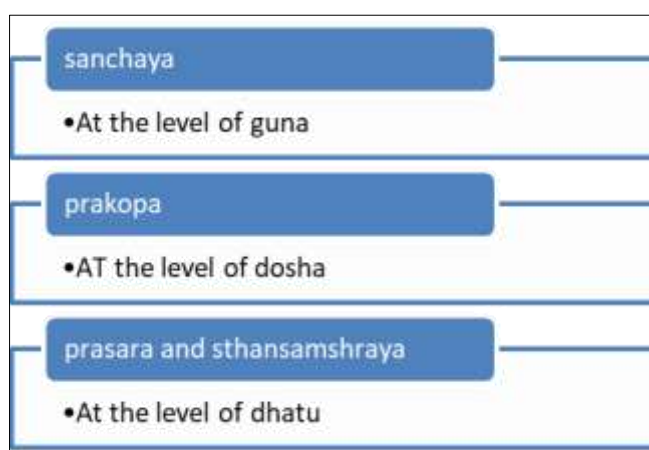 sanchaya
•At the level of guna
prakopa
•AT the level of dosha
prasara and sthansamshraya
•At the level of dhatu